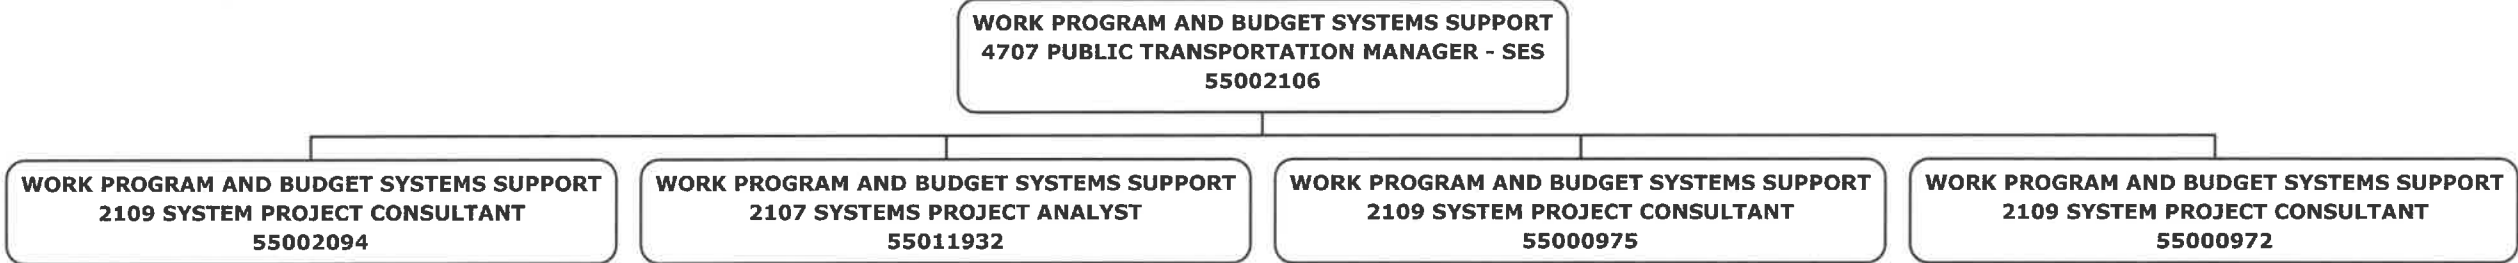 WORK PROGRAM AND BUDGET SYSTEMS SUPPORT
4707 PUBLIC TRANSPORTATION MANAGER - SES
55002106
WORK PROGRAM AND BUDGET SYSTEMS SUPPORT
2109 SYSTEM PROJECT CONSULTANT
55002094
WORK PROGRAM AND BUDGET SYSTEMS SUPPORT
2107 SYSTEMS PROJECT ANALYST
55011932
WORK PROGRAM AND BUDGET SYSTEMS SUPPORT
2109 SYSTEM PROJECT CONSULTANT
55000975
WORK PROGRAM AND BUDGET SYSTEMS SUPPORT
2109 SYSTEM PROJECT CONSULTANT
55000972